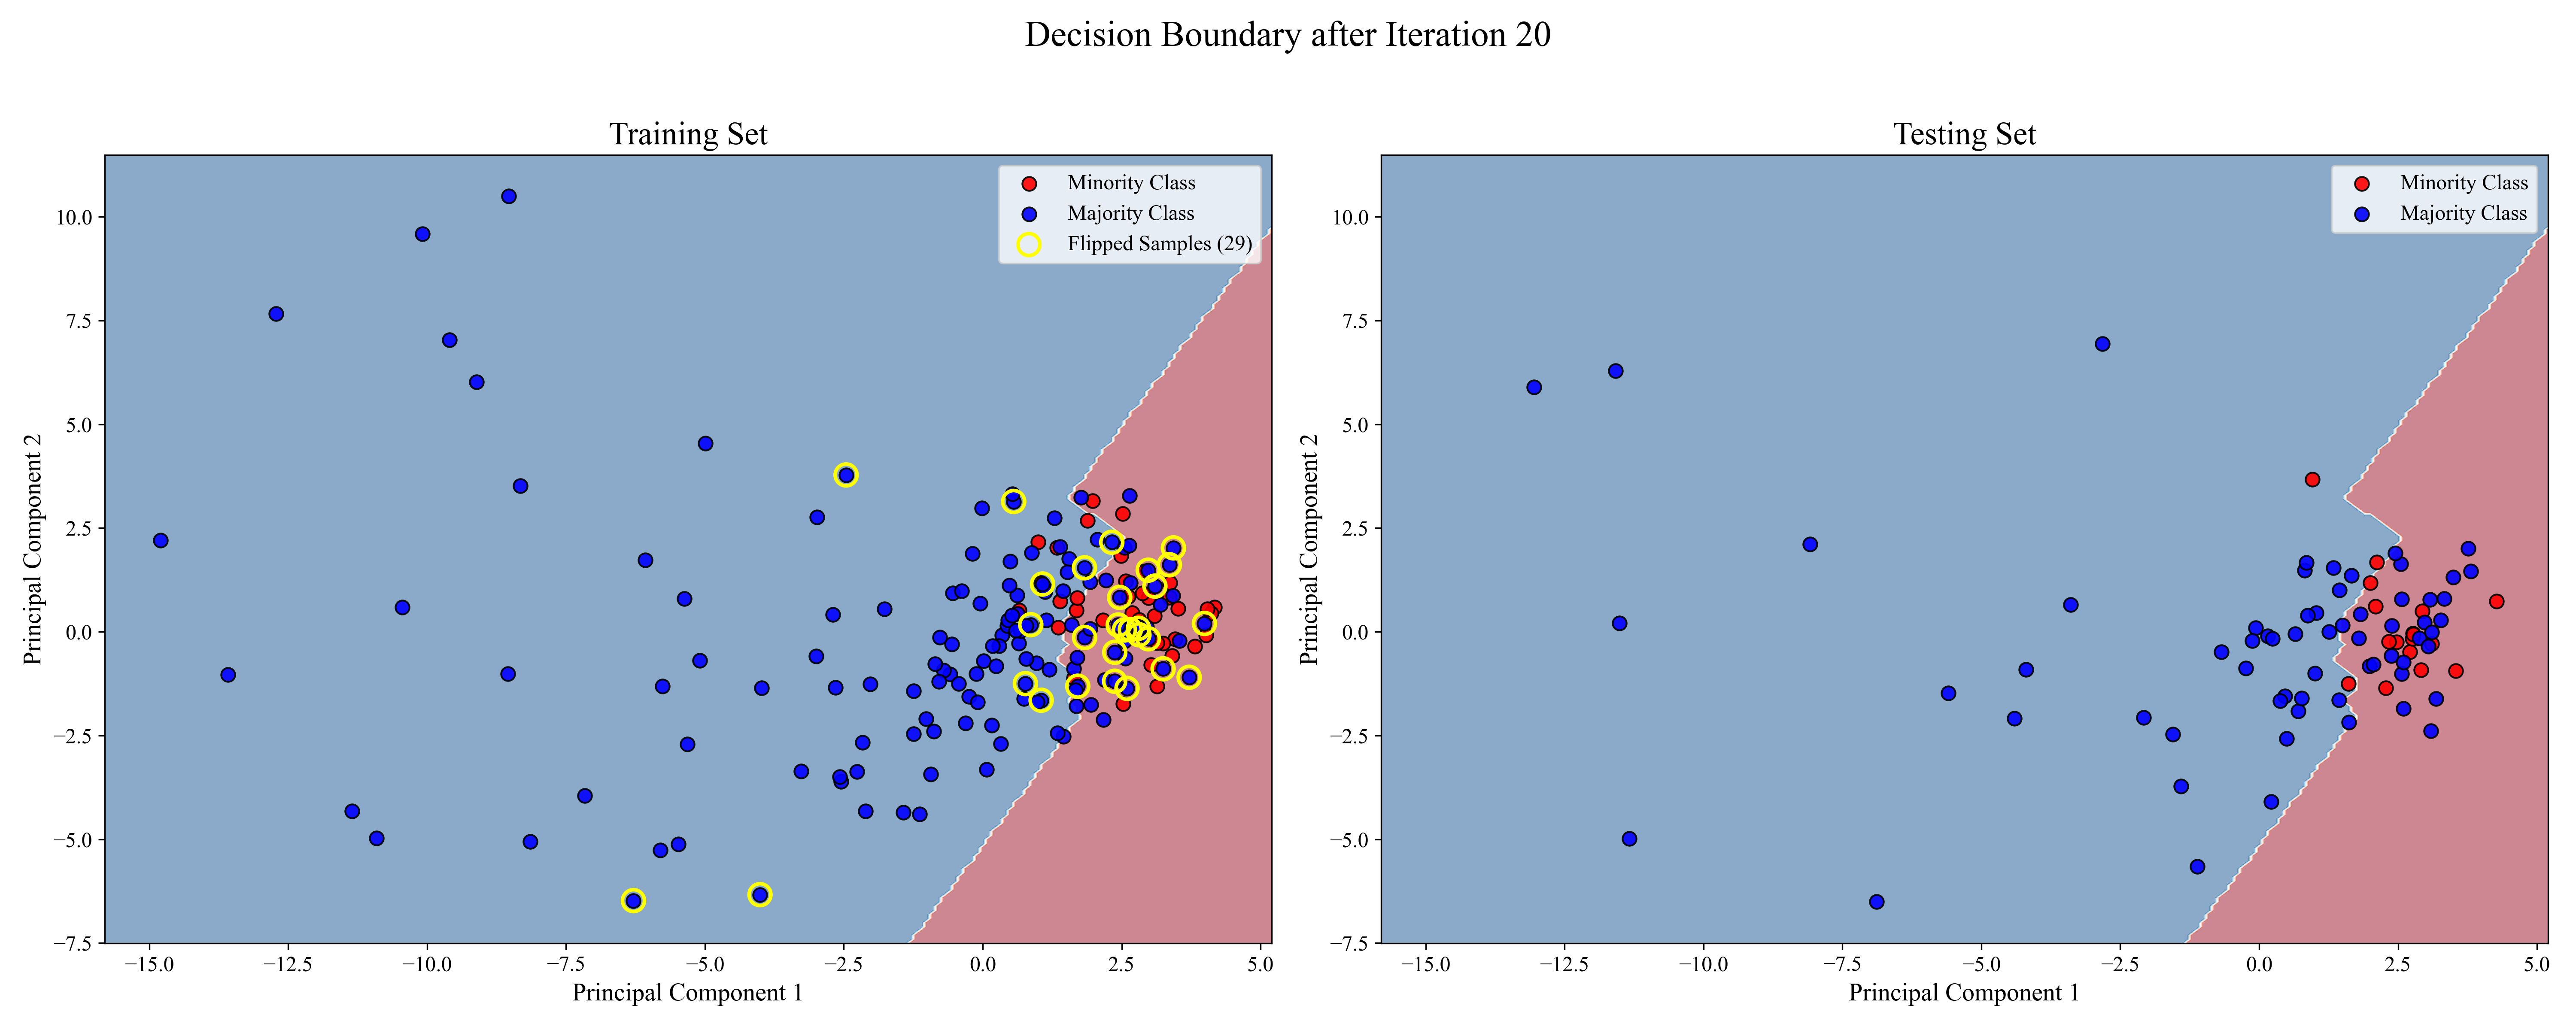 Decision Boundary after Iteration 20
Training Set
Minority Class
Majority Class
Flipped Samples (29)
Principal Component 2
10.0
7.5
5.0
2.5
0.0
−2.5
−5.0
−7.5
−15.0 −12.5 −10.0 −7.5 −5.0 −2.5 0.0 2.5 5.0
Principal Component 1
Testing Set
Minority Class
Majority Class
Principal Component 2
10.0
7.5
5.0
2.5
0.0
−2.5
−5.0
−7.5
−15.0 −12.5 −10.0 −7.5 −5.0 −2.5 0.0 2.5 5.0
Principal Component 1